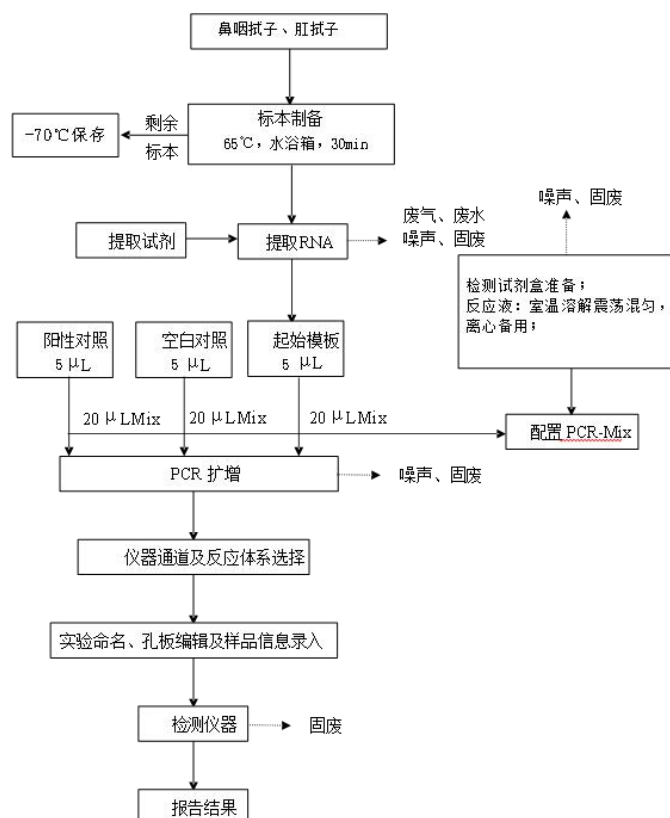 鼻咽拭子、肛拭子
标本制备
65℃，水浴箱，30min
剩余
标本
-70℃保存
提取试剂
提取RNA
废气、废水
噪声、固废
噪声、固废
检测试剂盒准备；
反应液：室温溶解震荡混匀，
离心备用；
阳性对照
5 μL
空白对照
5 μL
起始模板
5 μL
20 μLMix
20 μLMix
20 μLMix
配置 PCR-Mix
PCR 扩增
噪声、固废
仪器通道及反应体系选择
实验命名、孔板编辑及样品信息录入
检测仪器
固废
报告结果